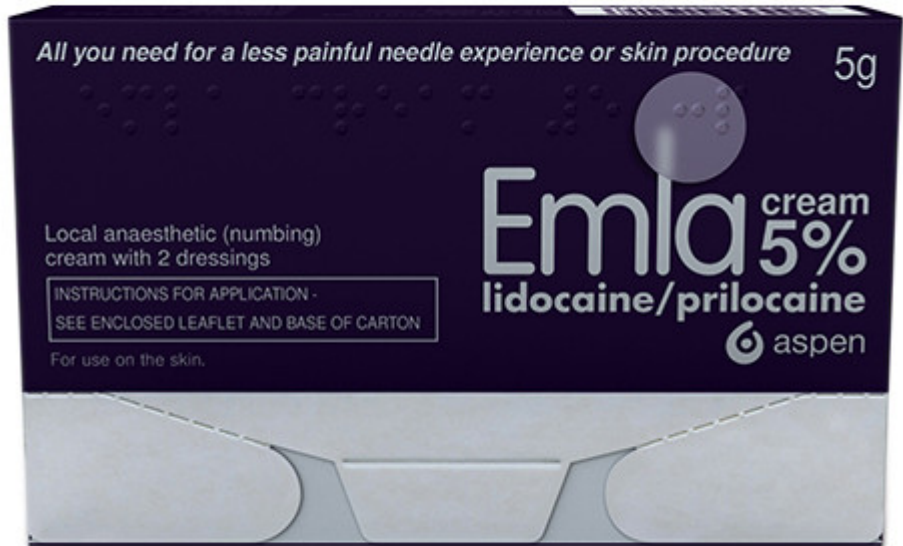 All you need for a less painful needle experience or skin procedure
5g
Emla cream 5%
lidocaine/prilocaine
aspen
Local anaesthetic (numbing)
cream with 2 dressings
INSTRUCTIONS FOR APPLICATION -
SEE ENCLOSED LEAFLET AND BASE OF CARTON
For use on the skin.